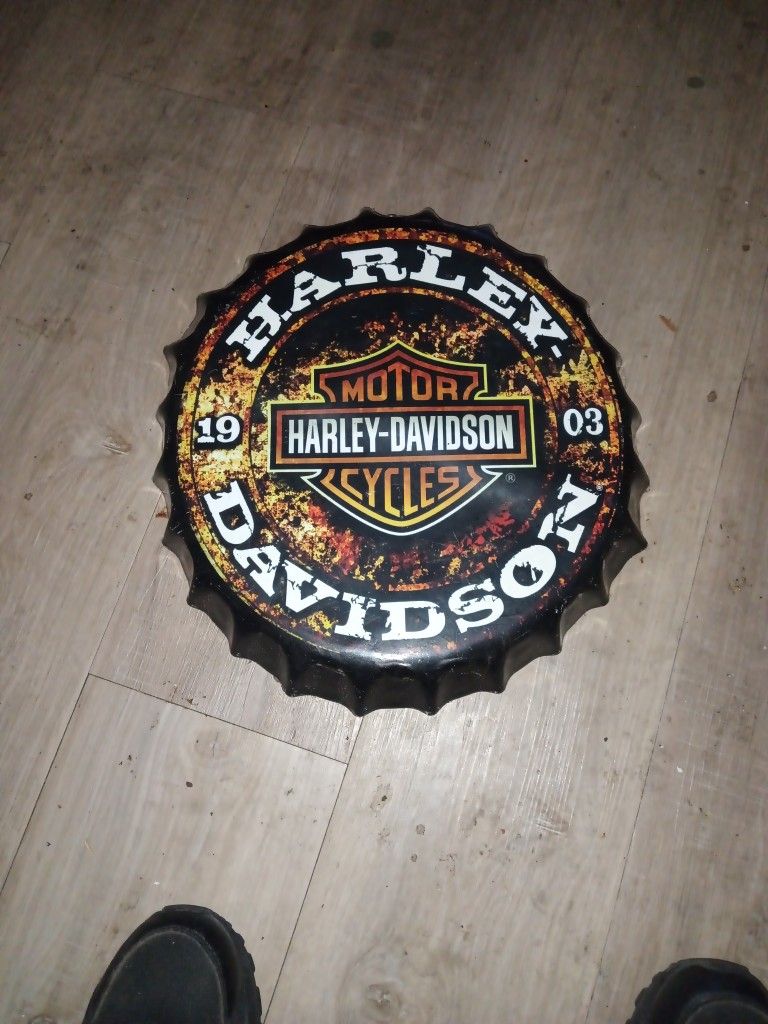 HARLEY-
19 03
MOTOR
HARLEY-DAVIDSON
CYCLES
®
DAVIDSON